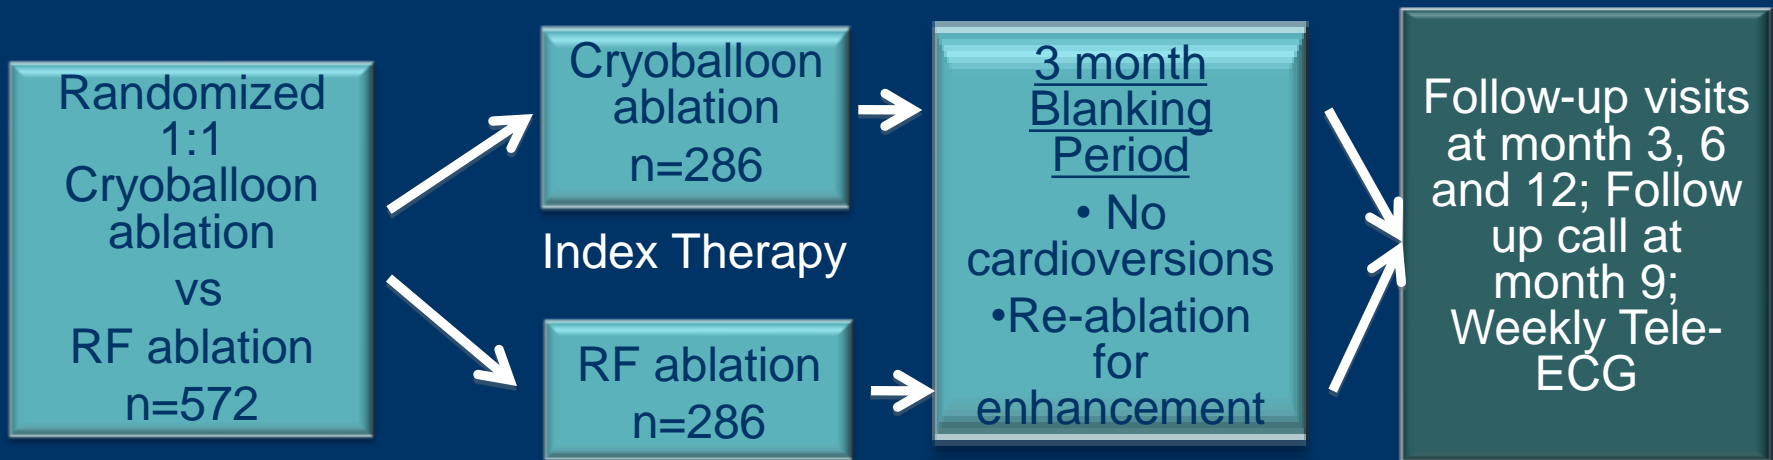 Randomized
1:1
Cryoballoon
ablation
vs
RF ablation
n=572
Cryoballoon
ablation
n=286
Index Therapy
RF ablation
n=286
3 month
Blanking
Period
• No
cardioversions
•Re-ablation
for
enhancement
Follow-up visits
at month 3, 6
and 12; Follow
up call at
month 9;
Weekly Tele-
ECG